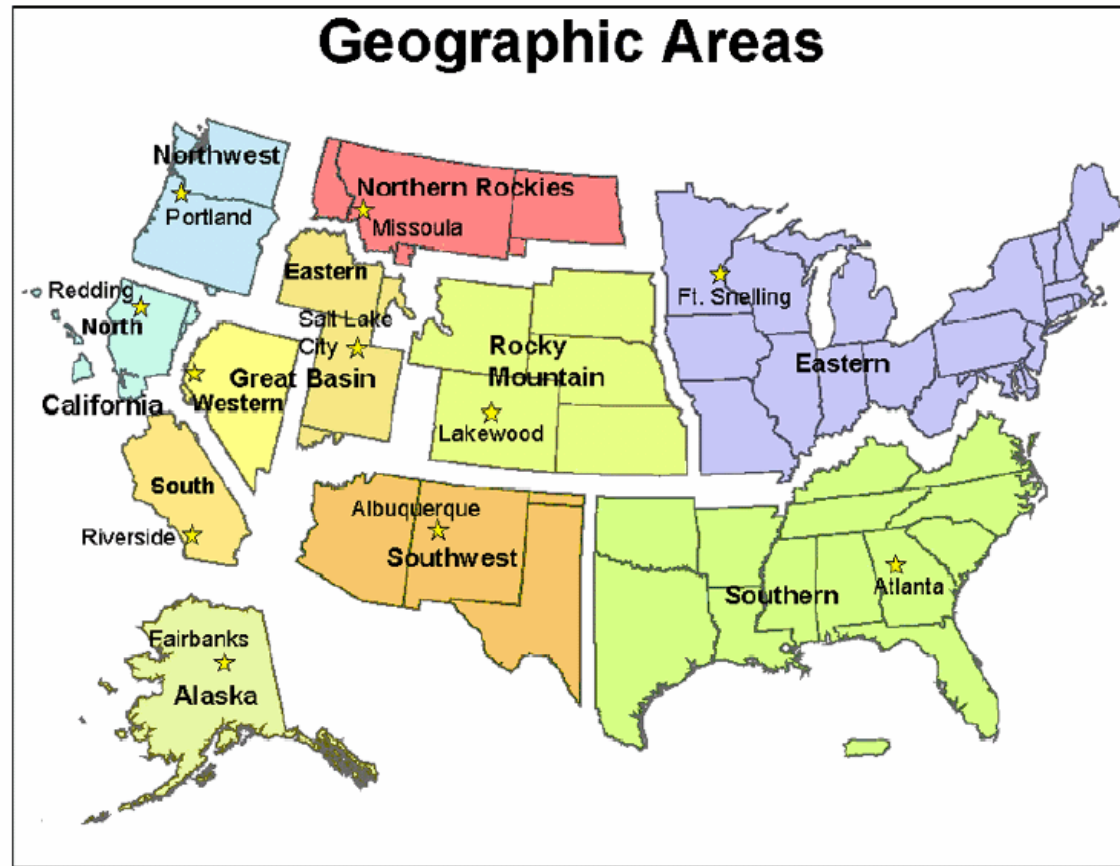 Geographic Areas
Northwest
Portland
Northern Rockies
Missoula
Eastern
Salt Lake
City
Great Basin
Western
Redding
North
California
South
Riverside
Rocky
Mountain
Lakewood
Ft. Snelling
Eastern
Albuquerque
Southwest
Southern
Atlanta
Fairbanks
Alaska